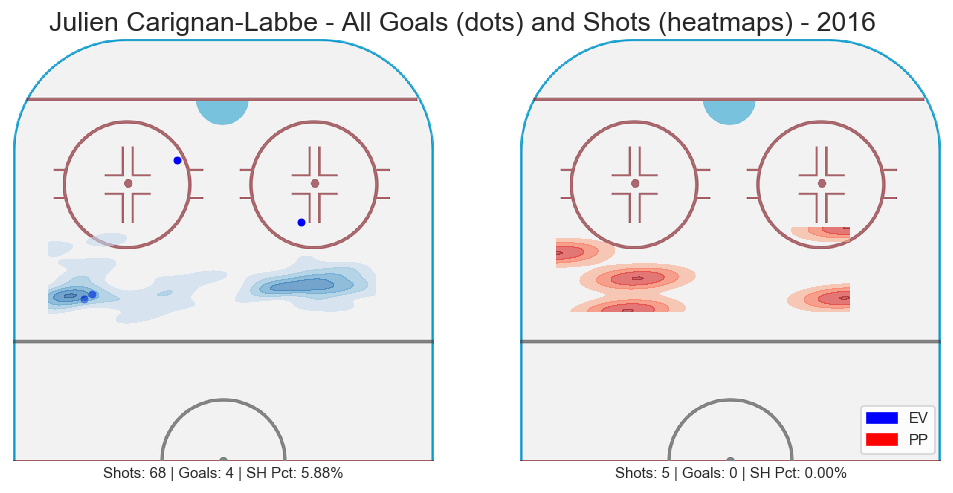 Julien Carignan-Labbe - All Goals (dots) and Shots (heatmaps) - 2016
EV
PP
Shots: 68 | Goals: 4 | SH Pct: 5.88%
Shots: 5 | Goals: 0 | SH Pct: 0.00%